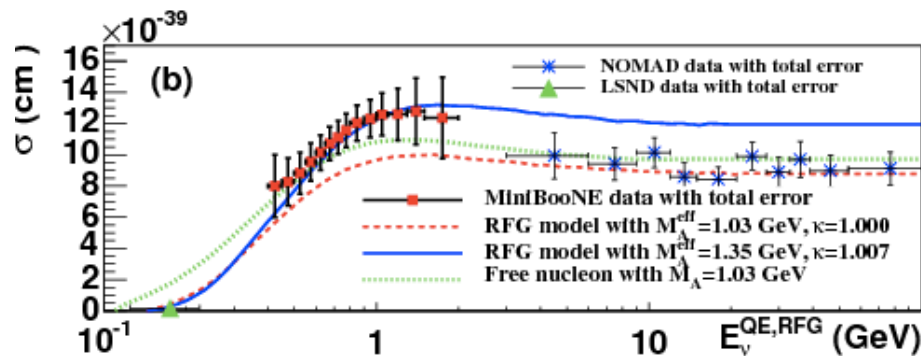 ×10⁻³⁹
σ (cm)
16
14
12
10
8
6
4
2
0
(b)
NOMAD data with total error
LSND data with total error
MiniBooNE data with total error
RFG model with M_A^eff=1.03 GeV, κ=1.000
RFG model with M_A^eff=1.35 GeV, κ=1.007
Free nucleon with M_A=1.03 GeV
10⁻¹ 1 10 E_ν^QE,RFG (GeV)